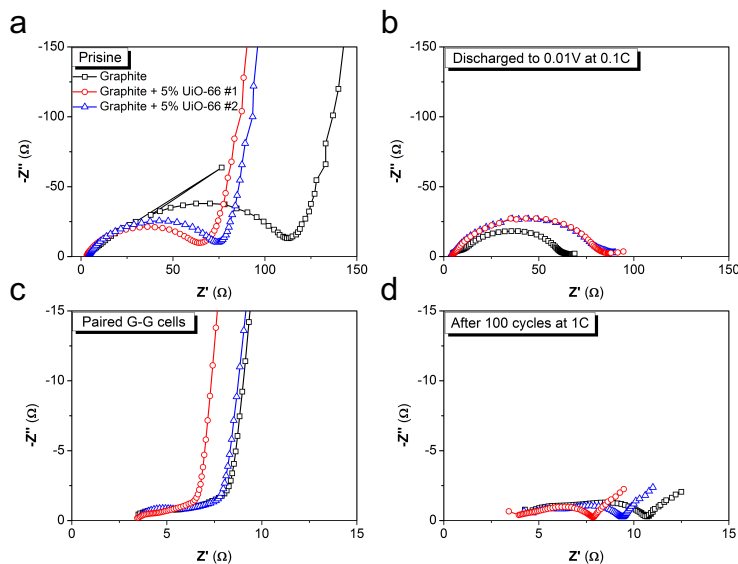 a
-150
-100
-50
0
-Z'' (Ω)
Prisine
Graphite
Graphite + 5% UiO-66 #1
Graphite + 5% UiO-66 #2
0 50 100 150
Z' (Ω)
b
-150
-100
-50
0
-Z'' (Ω)
Discharged to 0.01V at 0.1C
0 50 100 150
Z' (Ω)
c
-15
-10
-5
0
-Z'' (Ω)
Paired G-G cells
0 5 10 15
Z' (Ω)
d
-15
-10
-5
0
-Z'' (Ω)
After 100 cycles at 1C
0 5 10 15
Z' (Ω)